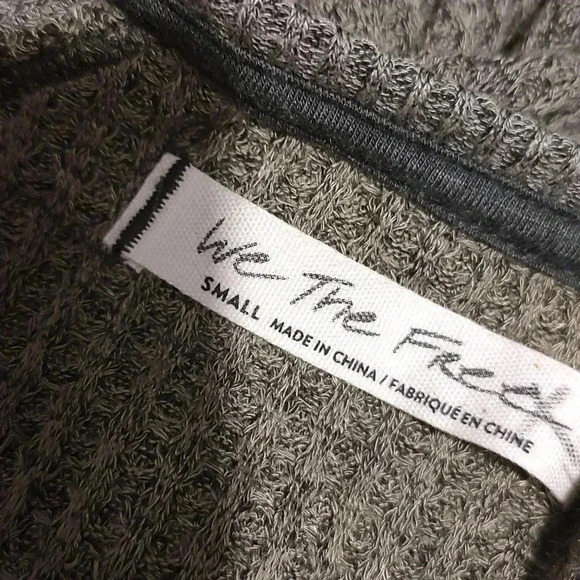 We The Free
SMALL MADE IN CHINA / FABRIQUÉ EN CHINE